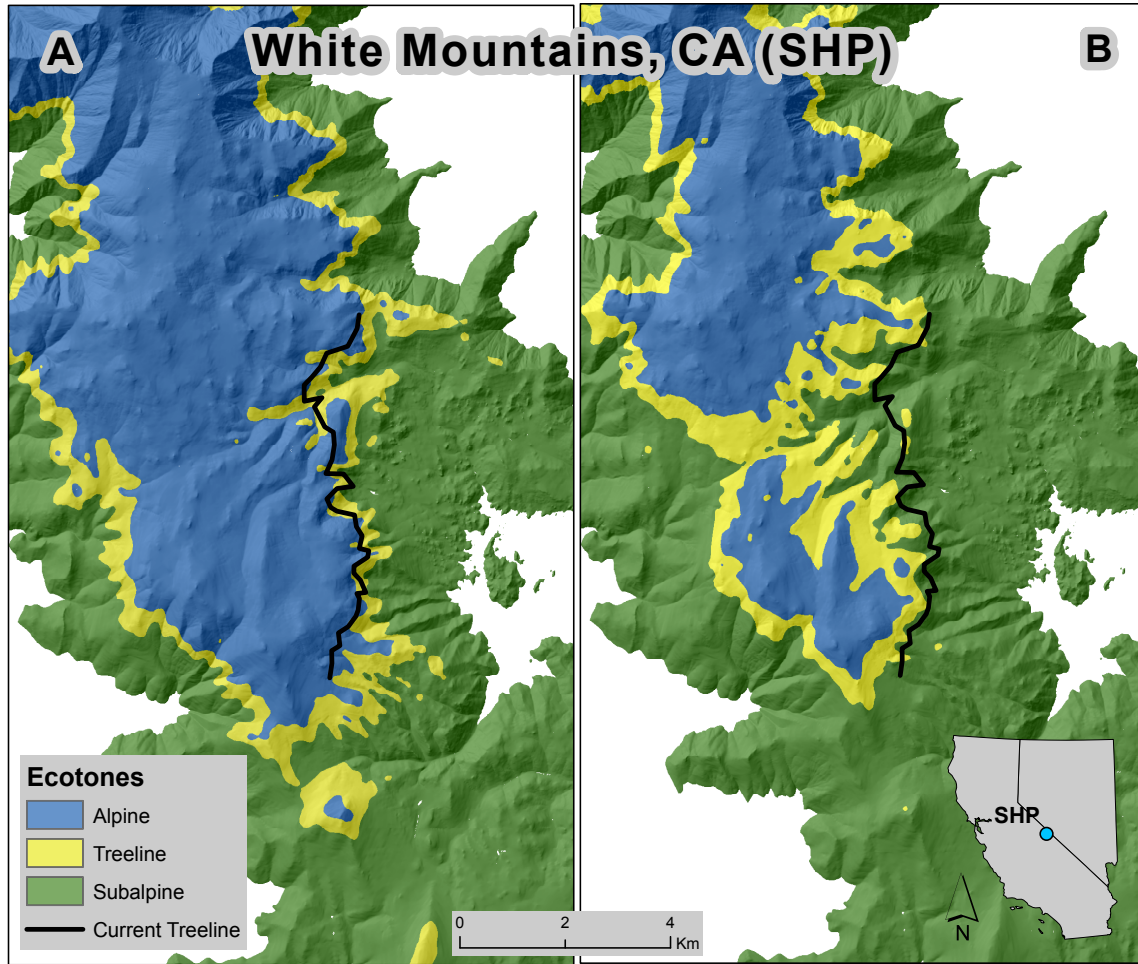 A
White Mountains, CA (SHP)
B
Ecotones
Alpine
Treeline
Subalpine
Current Treeline
0 2 4
Km
SHP
N